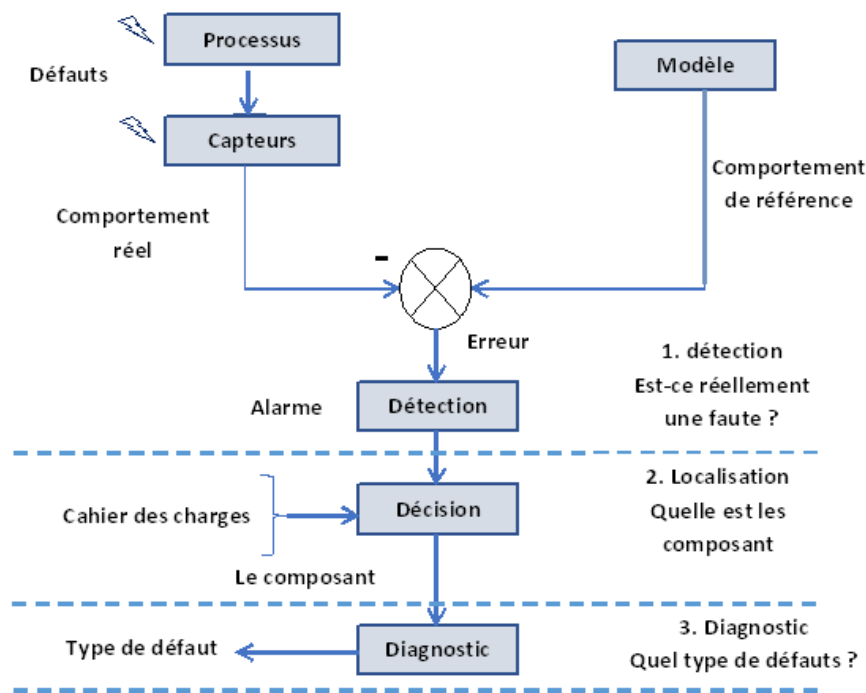 Processus
Modèle
Défauts
Capteurs
Comportement
de référence
Comportement
réel
-
Erreur
1. détection
Est-ce réellement
une faute ?
Alarme
Détection
2. Localisation
Quelle est les
composant
Cahier des charges
Décision
Le composant
3. Diagnostic
Quel type de défauts ?
Type de défaut
Diagnostic